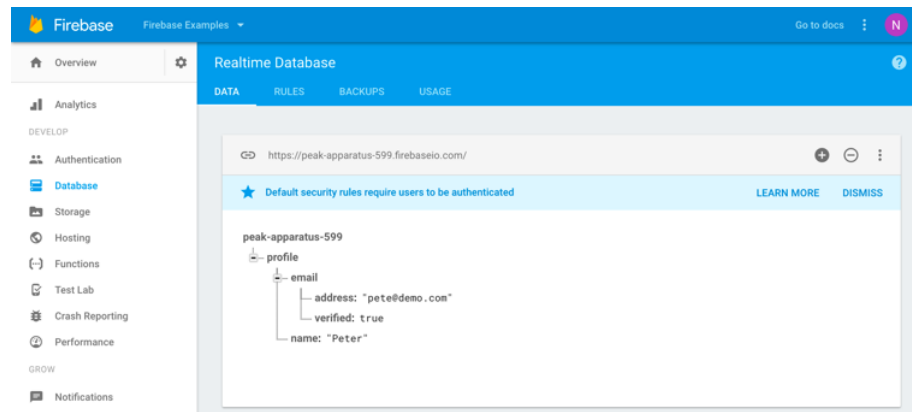 Firebase
Firebase Examples
Go to docs
N
Overview
Realtime Database
?
DATA RULES BACKUPS USAGE
Analytics
DEVELOP
Authentication
Database
Storage
Hosting
Functions
Test Lab
Crash Reporting
Performance
GROW
Notifications
https://peak-apparatus-599.firebaseio.com/
Default security rules require users to be authenticated
LEARN MORE DISMISS
peak-apparatus-599
profile
email
address: "pete@demo.com"
verified: true
name: "Peter"